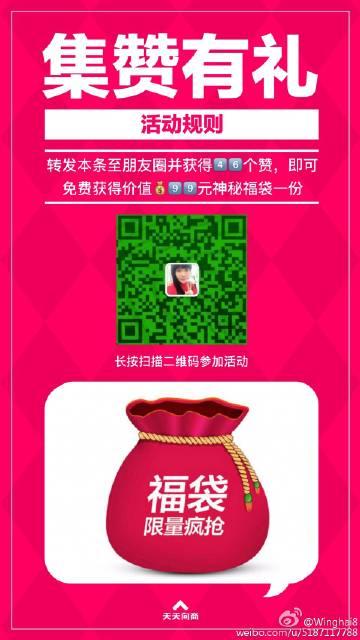 集赞有礼
活动规则
转发本条至朋友圈并获得46个赞，即可
免费获得价值💰99元神秘福袋一份
长按扫描二维码参加活动
福袋
限量疯抢
天天向商
@Winghai8
weibo.com/u/5187117788